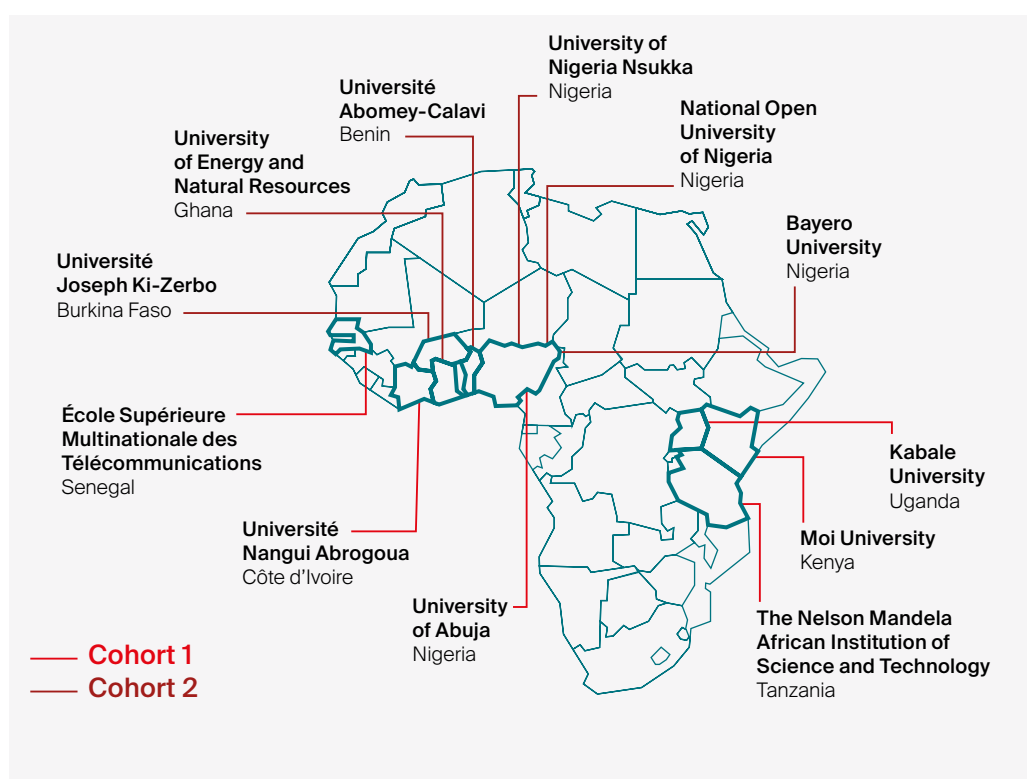 University of
Nigeria Nsukka
Nigeria
Université
Abomey-Calavi
Benin
National Open
University
of Nigeria
Nigeria
University
of Energy and
Natural Resources
Ghana
Bayero
University
Nigeria
Université
Joseph Ki-Zerbo
Burkina Faso
École Supérieure
Multinationale des
Télécommunications
Senegal
Kabale
University
Uganda
Université
Nangui Abrogoua
Côte d'Ivoire
Moi University
Kenya
University
of Abuja
Nigeria
The Nelson Mandela
African Institution of
Science and Technology
Tanzania
Cohort 1
Cohort 2